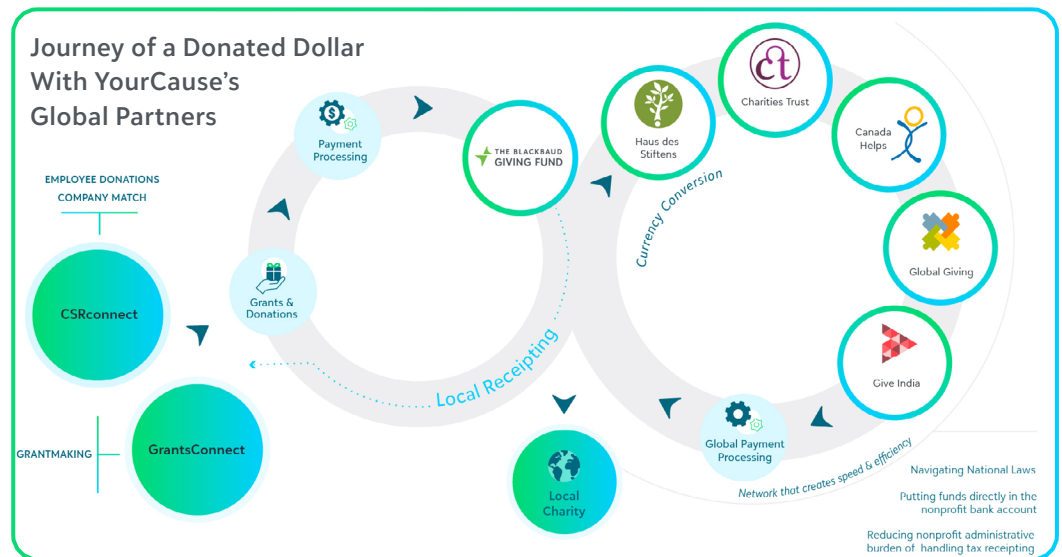 Journey of a Donated Dollar
With YourCause's
Global Partners
EMPLOYEE DONATIONS
COMPANY MATCH
CSRconnect
GRANTMAKING
GrantsConnect
Grants &
Donations
$
Payment
Processing
THE BLACKBAUD
GIVING FUND
Local Receipting
Currency Conversion
Haus des
Stiftens
ct
Charities Trust
Canada
Helps
Global Giving
Give India
Global Payment
Processing
Network that creates speed & efficiency
Local
Charity
Navigating National Laws
Putting funds directly in the
nonprofit bank account
Reducing nonprofit administrative
burden of handling tax receipting